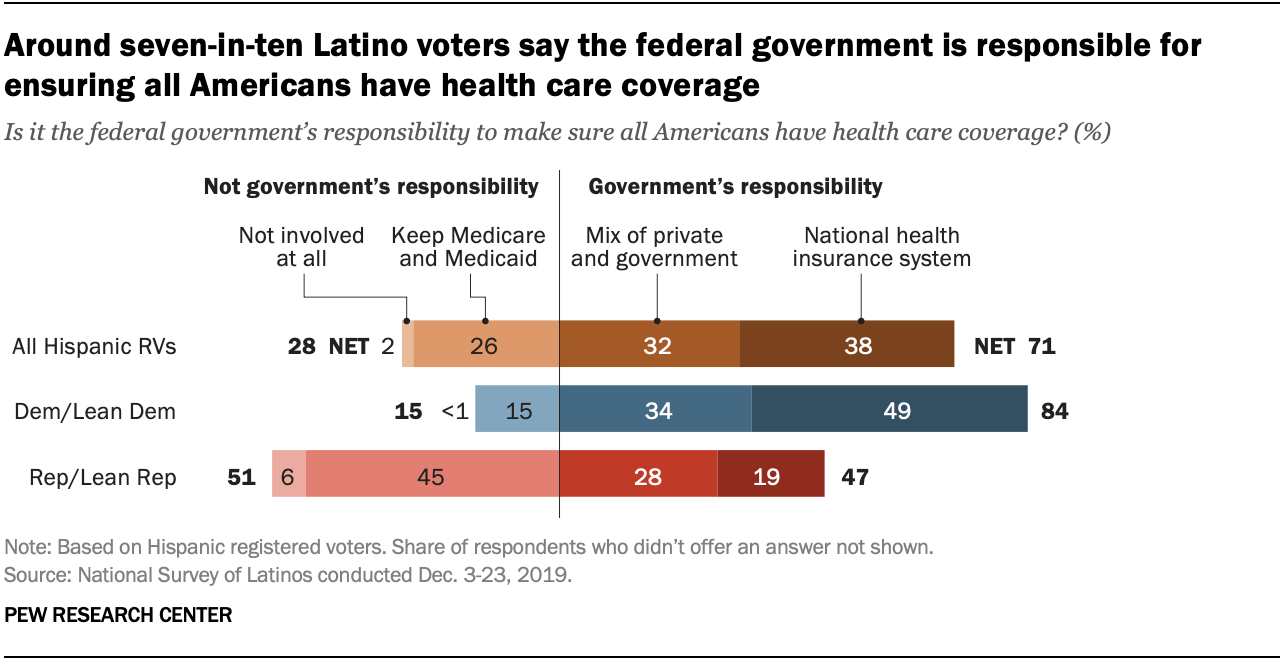 Around seven-in-ten Latino voters say the federal government is responsible for
ensuring all Americans have health care coverage
Is it the federal government’s responsibility to make sure all Americans have health care coverage? (%)
Not government’s responsibility
Government’s responsibility
Not involved
at all
Keep Medicare
and Medicaid
Mix of private
and government
National health
insurance system
All Hispanic RVs 28 NET 2 26 32 38 NET 71
Dem/Lean Dem 15 <1 15 34 49 84
Rep/Lean Rep 51 6 45 28 19 47
Note: Based on Hispanic registered voters. Share of respondents who didn’t offer an answer not shown.
Source: National Survey of Latinos conducted Dec. 3-23, 2019.
PEW RESEARCH CENTER